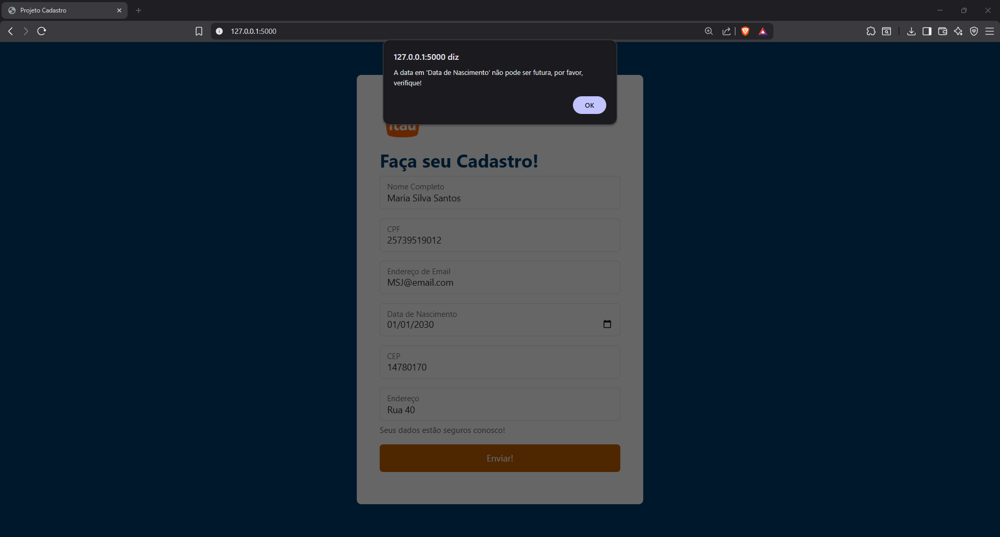 Projeto Cadastro
127.0.0.1:5000
127.0.0.1:5000 diz
A data em 'Data de Nascimento' não pode ser futura, por favor,
verifique!
OK
itaú
Faça seu Cadastro!
Nome Completo
Maria Silva Santos
CPF
25739519012
Endereço de Email
MSJ@email.com
Data de Nascimento
01/01/2030
CEP
14780170
Endereço
Rua 40
Seus dados estão seguros conosco!
Enviar!